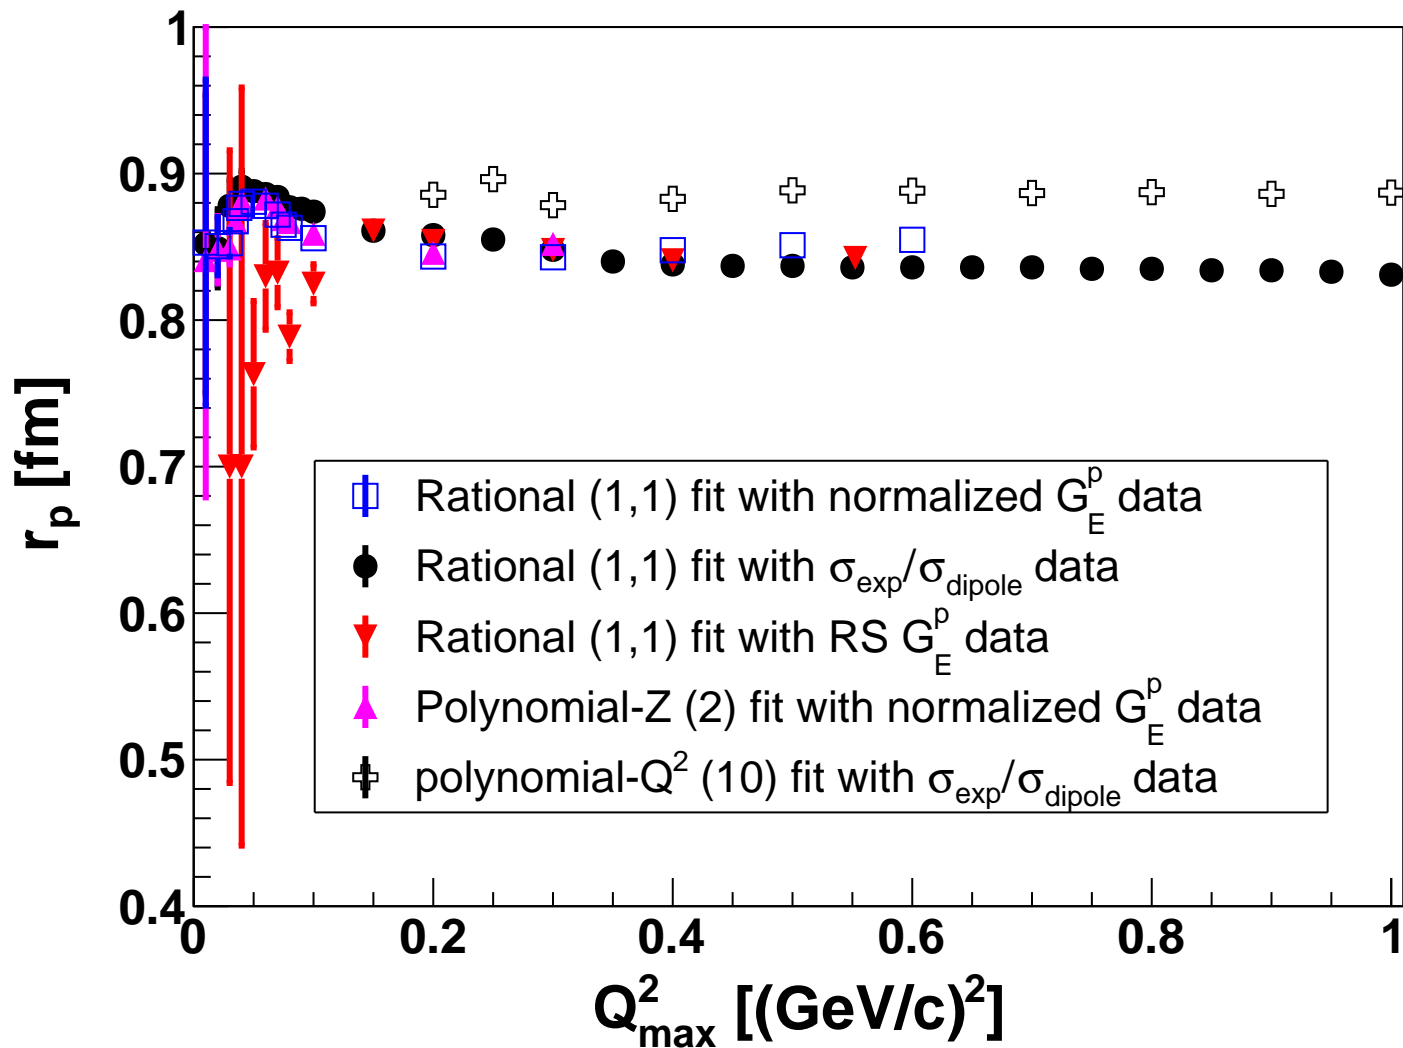 1
0.9
0.8
0.7
0.6
0.5
0.4
r_p [fm]
Rational (1,1) fit with normalized G_E^p data
Rational (1,1) fit with σ_exp/σ_dipole data
Rational (1,1) fit with RS G_E^p data
Polynomial-Z (2) fit with normalized G_E^p data
polynomial-Q² (10) fit with σ_exp/σ_dipole data
0 0.2 0.4 0.6 0.8 1
Q²_max [(GeV/c)²]